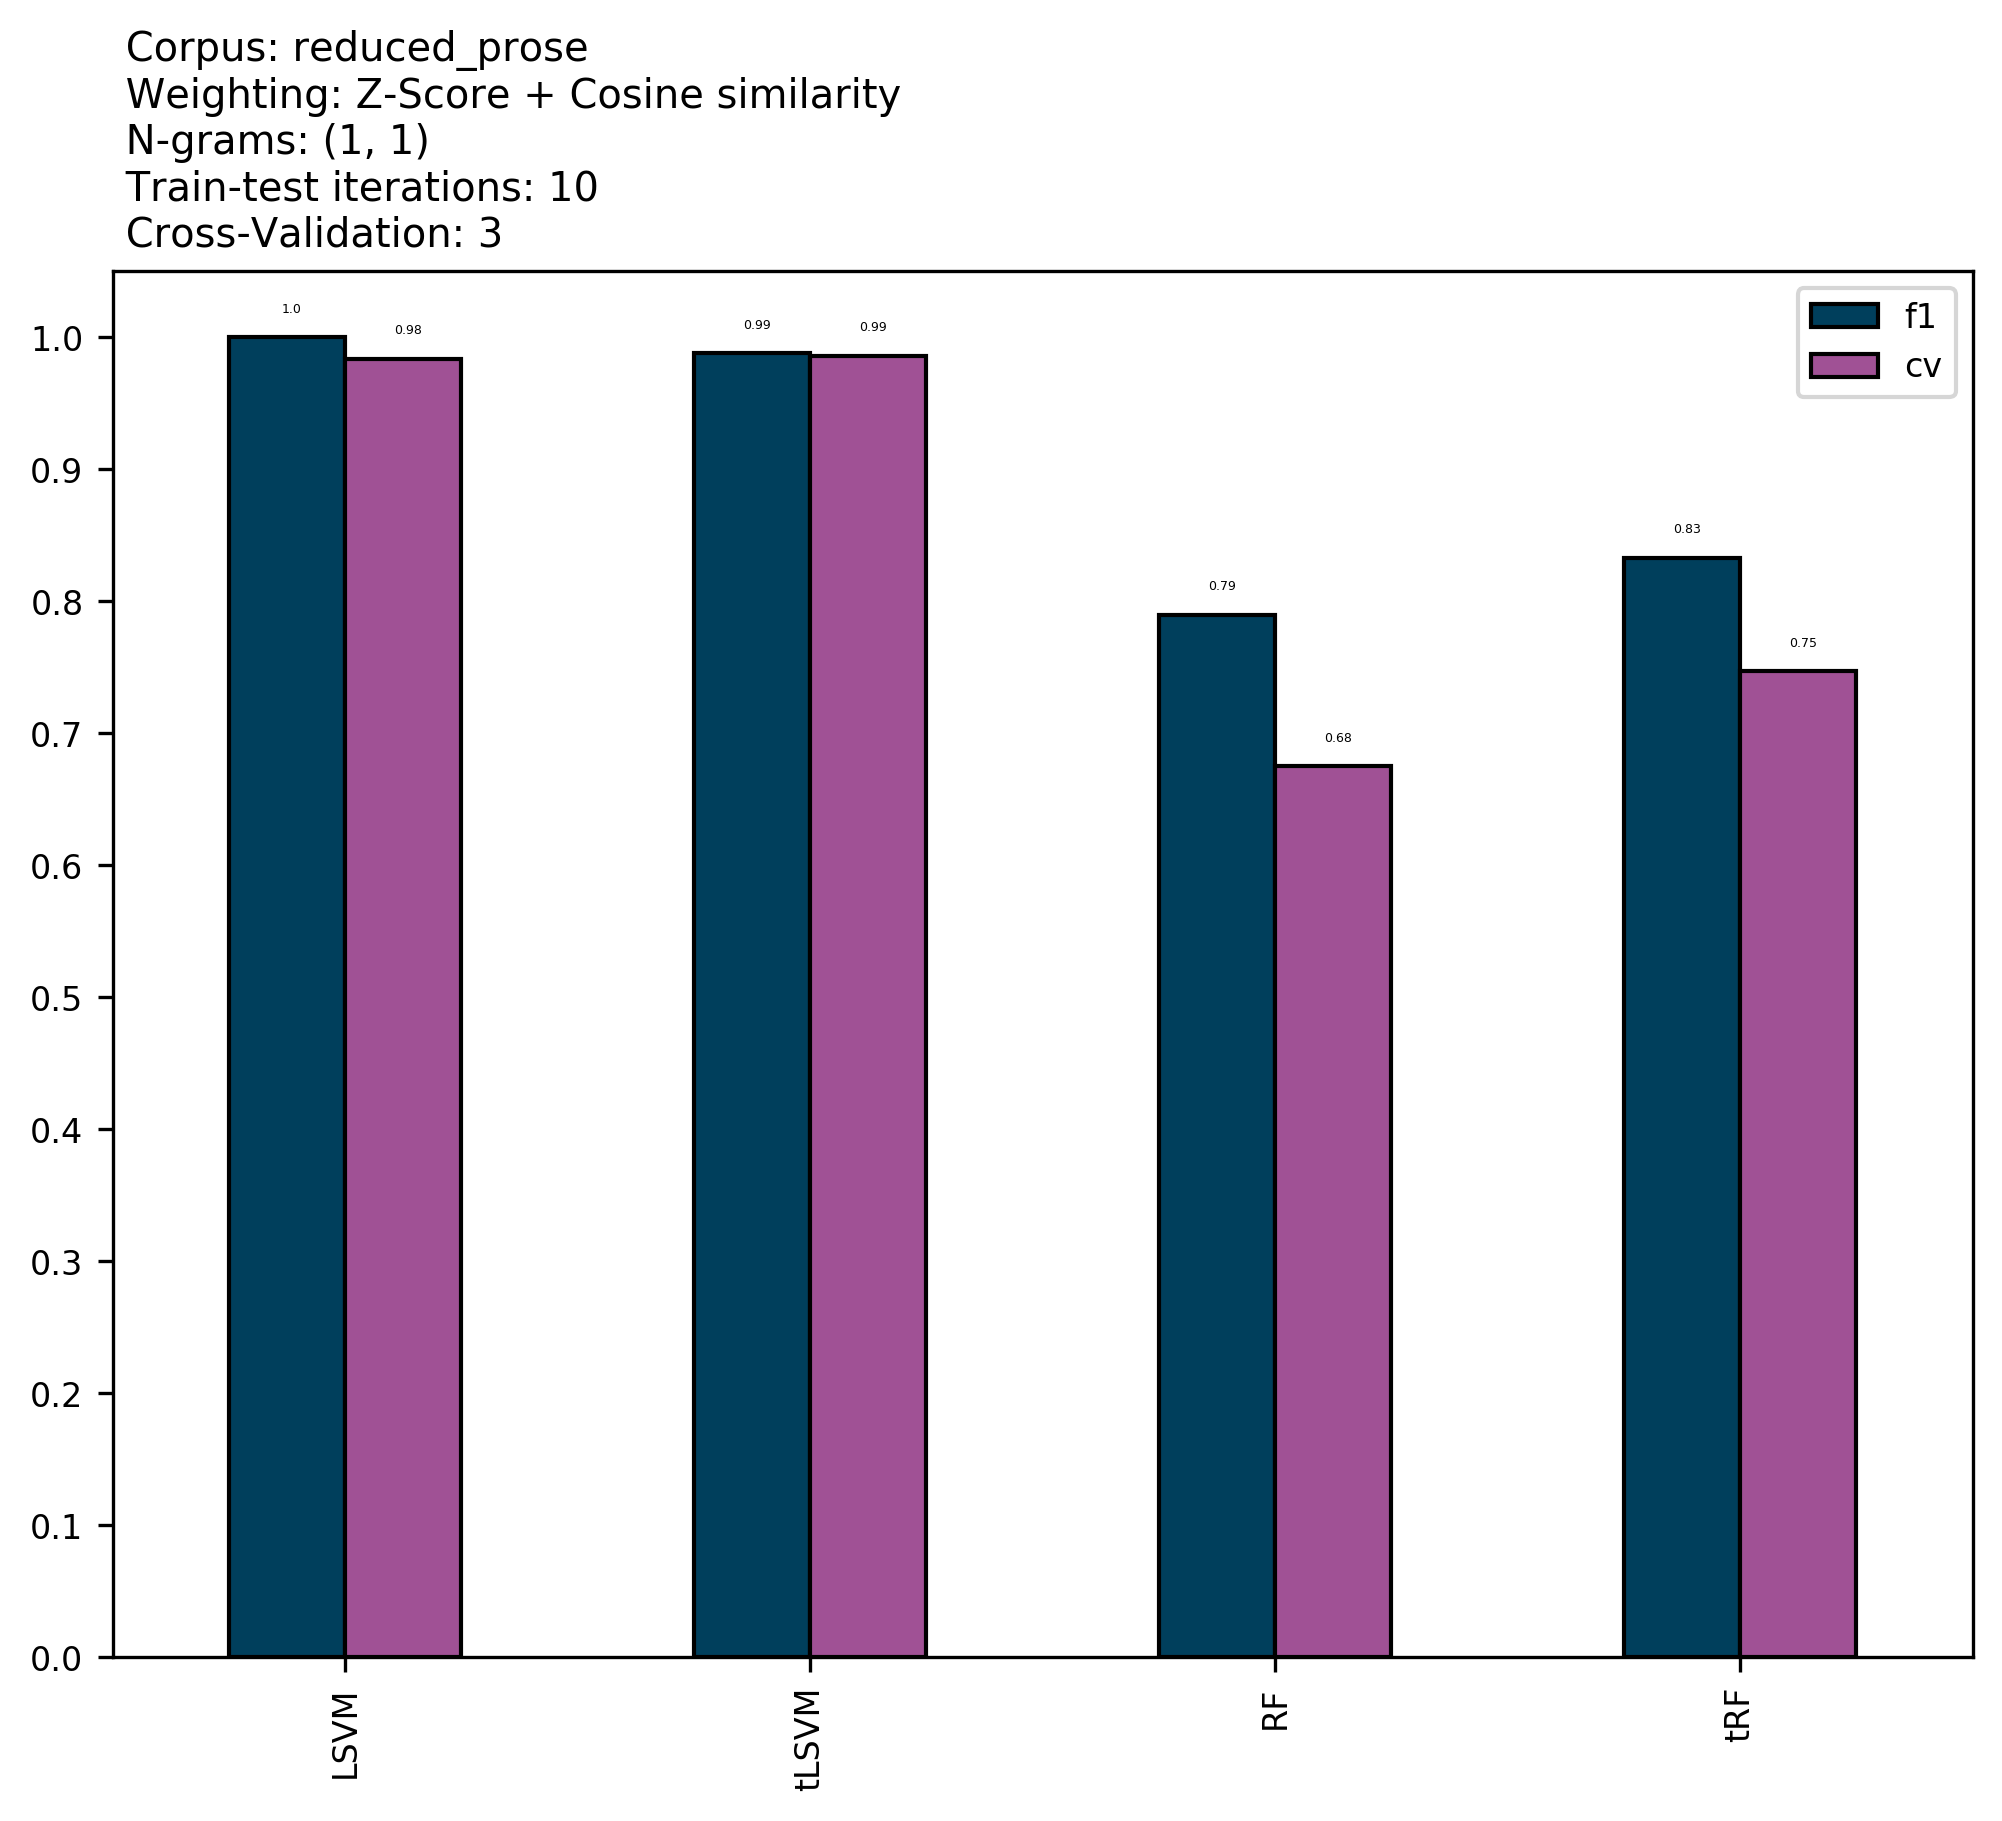 Corpus: reduced_prose
Weighting: Z-Score + Cosine similarity
N-grams: (1, 1)
Train-test iterations: 10
Cross-Validation: 3
f1
cv
1.0
0.98
0.99
0.99
0.79
0.68
0.83
0.75
1.0
0.9
0.8
0.7
0.6
0.5
0.4
0.3
0.2
0.1
0.0
LSVM
tLSVM
RF
tRF